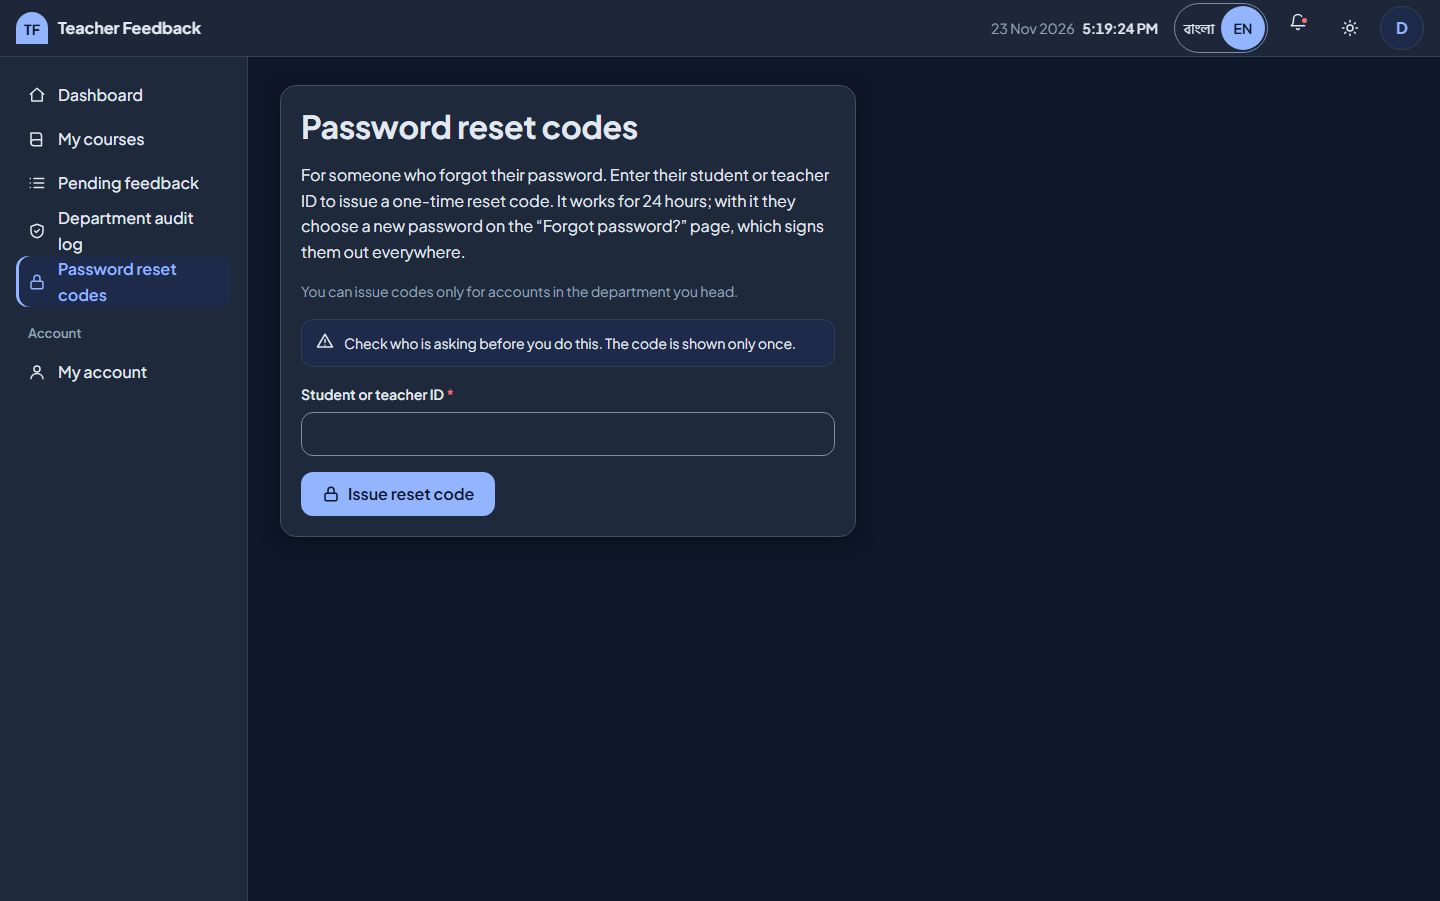 TF Teacher Feedback
23 Nov 2026 5:19:24 PM
বাংলা EN
D
Dashboard
My courses
Pending feedback
Department audit
log
Password reset
codes
Account
My account
Password reset codes
For someone who forgot their password. Enter their student or teacher
ID to issue a one-time reset code. It works for 24 hours; with it they
choose a new password on the “Forgot password?” page, which signs
them out everywhere.
You can issue codes only for accounts in the department you head.
Check who is asking before you do this. The code is shown only once.
Student or teacher ID *
Issue reset code